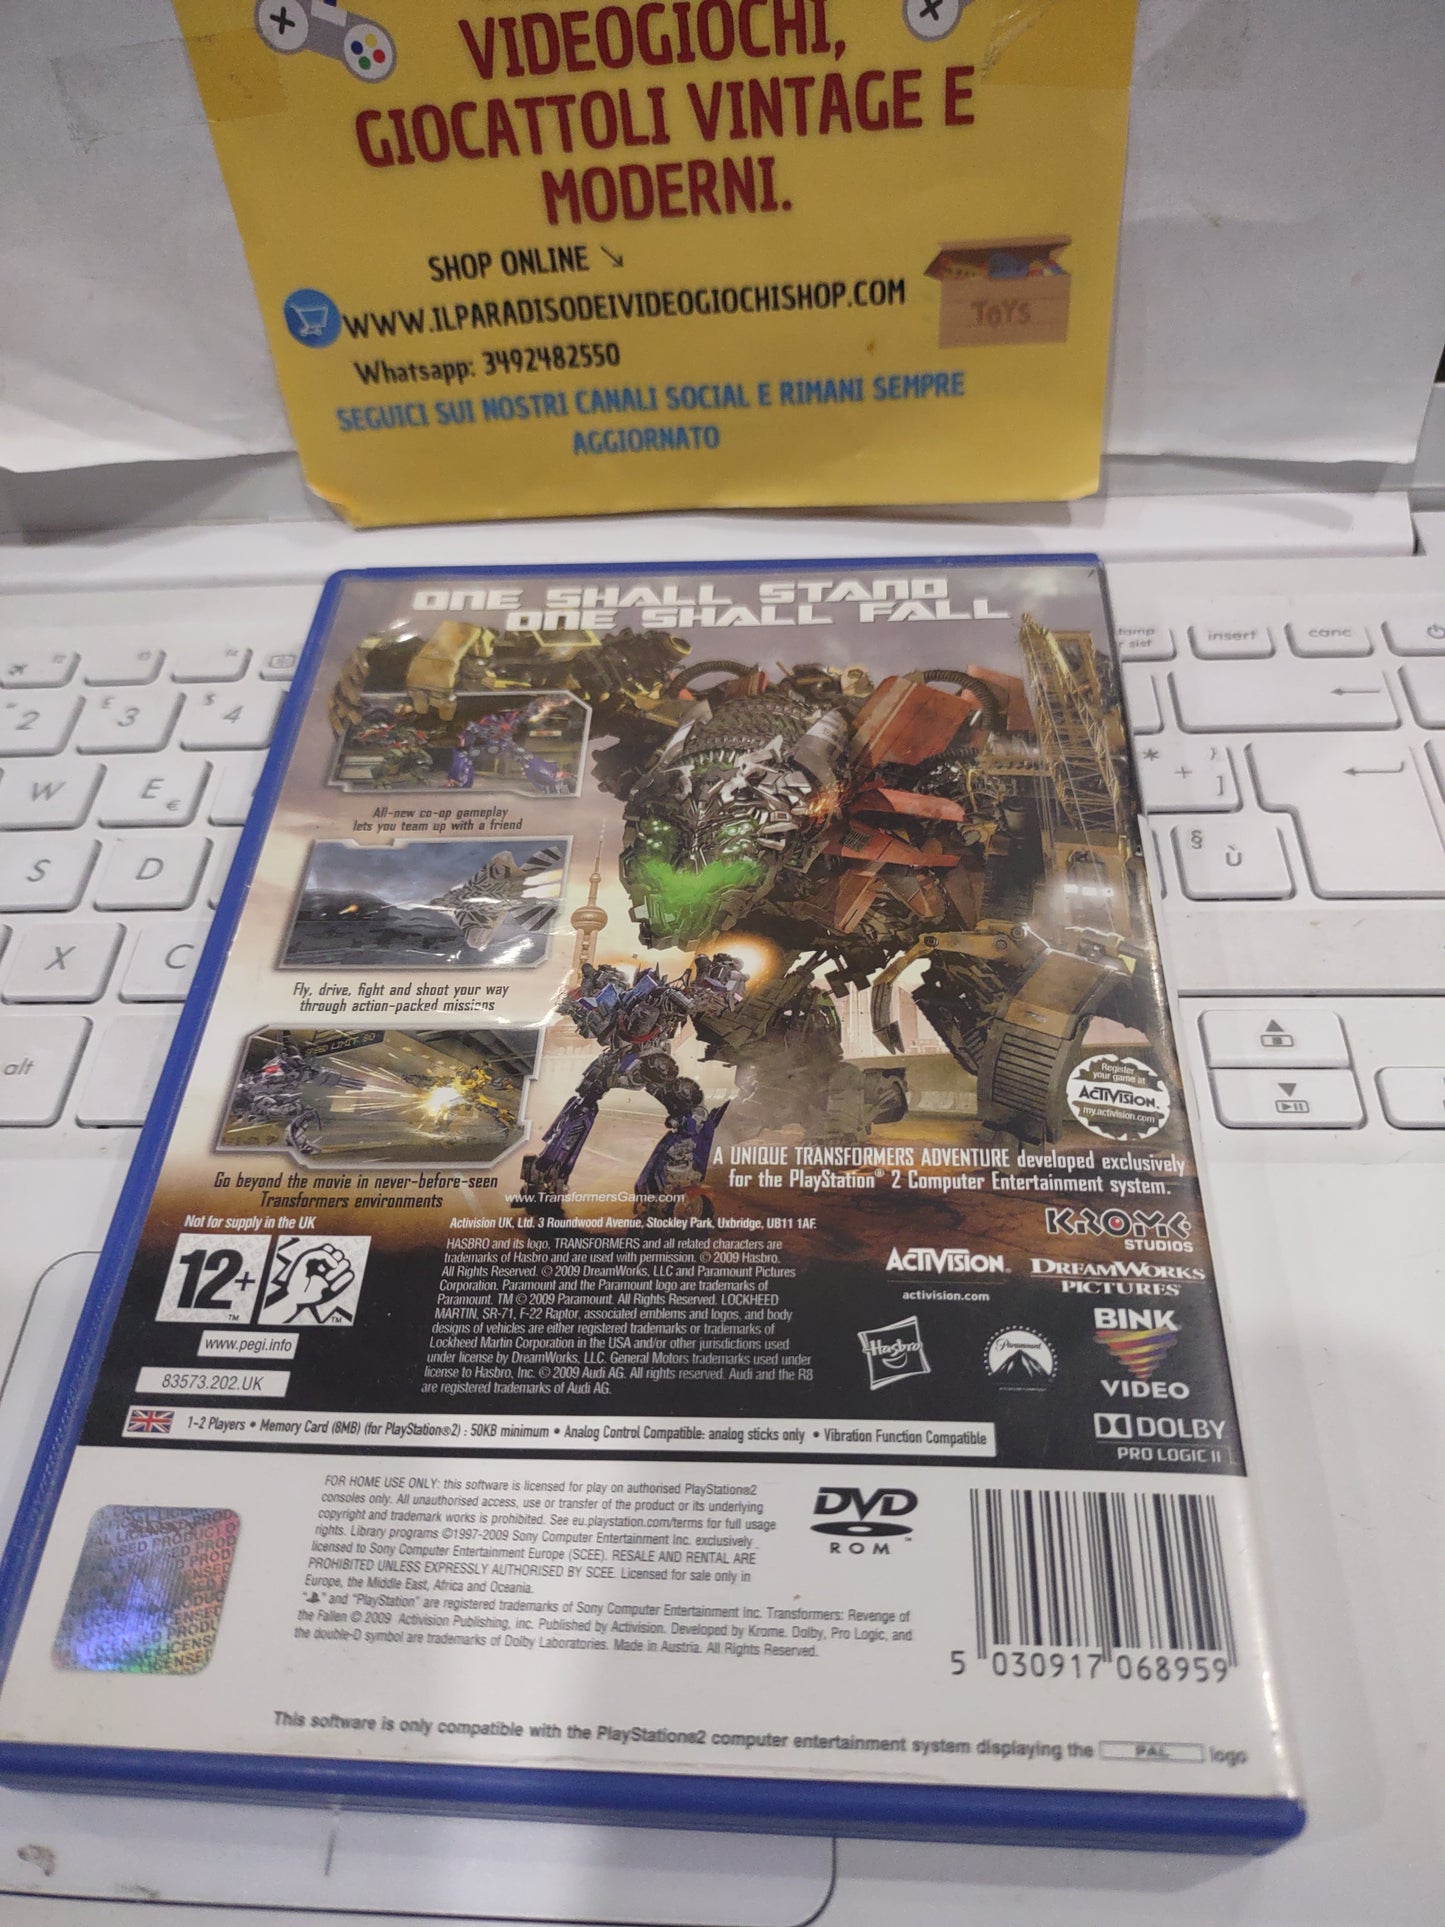 VIDEOGIOCHI,
GIOCATTOLI VINTAGE E
MODERNI.
SHOP ONLINE
WWW.ILPARADISODEIVIDEOGIOCHISHOP.COM
TOYS
Whatsapp: 3492482550
SEGUICI SUI NOSTRI CANALI SOCIAL E RIMANI SEMPRE
AGGIORNATO
insert
canc
2
£ 3
$ 4
W
E €
S
D
X
C
alt
* + ]
§ ù
ONE SHALL STAND
ONE SHALL FALL
All-new co-op gameplay
lets you team up with a friend
Fly, drive, fight and shoot your way
through action-packed missions
SPEED LIMIT 50
Go beyond the movie in never-before-seen
Transformers environments
Register
your game at
ACTIVISION.
my.activision.com
A UNIQUE TRANSFORMERS ADVENTURE developed exclusively
for the PlayStation® 2 Computer Entertainment system.
www.TransformersGame.com
Not for supply in the UK
12+
™
™
www.pegi.info
83573.202.UK
Activision UK, Ltd. 3 Roundwood Avenue, Stockley Park, Uxbridge, UB11 1AF.
HASBRO and its logo, TRANSFORMERS and all related characters are
trademarks of Hasbro and are used with permission. © 2009 Hasbro.
All Rights Reserved. © 2009 DreamWorks, LLC and Paramount Pictures
Corporation. Paramount and the Paramount logo are trademarks of
Paramount. TM © 2009 Paramount. All Rights Reserved. LOCKHEED
MARTIN, SR-71, F-22 Raptor, associated emblems and logos, and body
designs of vehicles are either registered trademarks or trademarks of
Lockheed Martin Corporation in the USA and/or other jurisdictions used
under license by DreamWorks, LLC. General Motors trademarks used under
license to Hasbro, Inc. © 2009 Audi AG. All rights reserved. Audi and the R8
are registered trademarks of Audi AG.
KROME
STUDIOS
ACTIVISION®
activision.com
DREAMWORKS
PICTURES
Hasbro
Paramount
BINK
VIDEO
DOLBY
PRO LOGIC II
1-2 Players • Memory Card (8MB) (for PlayStation®2) : 50KB minimum • Analog Control Compatible: analog sticks only • Vibration Function Compatible
FOR HOME USE ONLY: this software is licensed for play on authorised PlayStation®2
consoles only. All unauthorised access, use or transfer of the product or its underlying
copyright and trademark works is prohibited. See eu.playstation.com/terms for full usage
rights. Library programs ©1997-2009 Sony Computer Entertainment Inc. exclusively
licensed to Sony Computer Entertainment Europe (SCEE). RESALE AND RENTAL ARE
PROHIBITED UNLESS EXPRESSLY AUTHORISED BY SCEE. Licensed for sale only in
Europe, the Middle East, Africa and Oceania.
" " and "PlayStation" are registered trademarks of Sony Computer Entertainment Inc. Transformers: Revenge of
the Fallen © 2009 Activision Publishing, Inc. Published by Activision. Developed by Krome. Dolby, Pro Logic, and
the double-D symbol are trademarks of Dolby Laboratories. Made in Austria. All Rights Reserved.
DVD
ROM
5 030917 068959
This software is only compatible with the PlayStation®2 computer entertainment system displaying the PAL logo